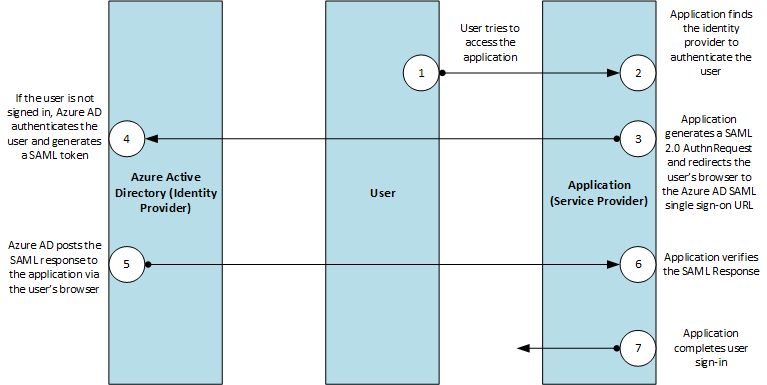 User tries to
access the
application
Application finds
the identity
provider to
authenticate the
user
1
2
If the user is not
signed in, Azure AD
authenticates the
user and generates
a SAML token
4
3
Application
generates a SAML
2.0 AuthnRequest
and redirects the
user's browser to
the Azure AD SAML
single sign-on URL
Azure Active
Directory (Identity
Provider)
User
Application
(Service Provider)
Azure AD posts the
SAML response to
the application via
the user's browser
5
6
Application verifies
the SAML Response
7
Application
completes user
sign-in